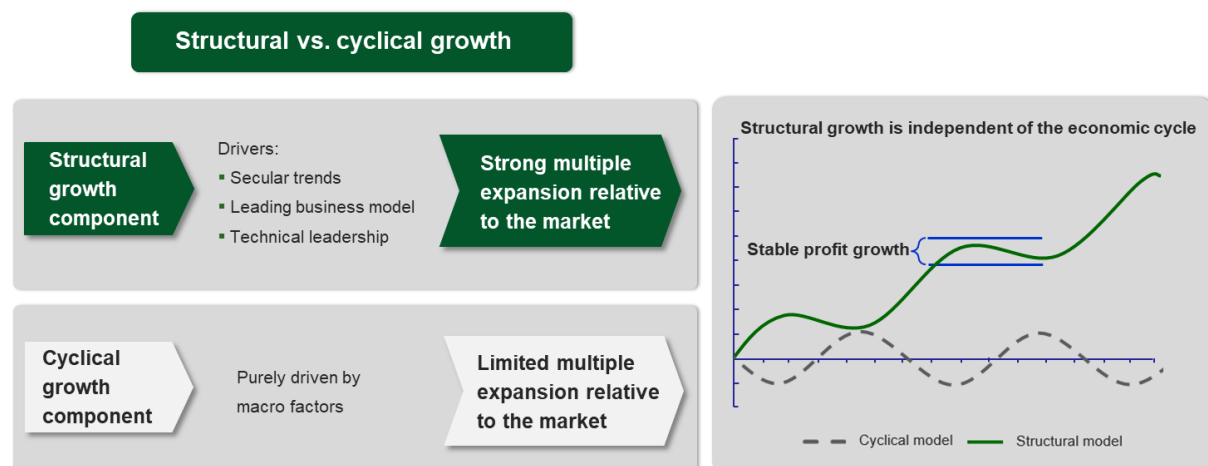 Structural vs. cyclical growth
Structural
growth
component
Drivers:
▪ Secular trends
▪ Leading business model
▪ Technical leadership
Strong multiple
expansion relative
to the market
Cyclical
growth
component
Purely driven by
macro factors
Limited multiple
expansion relative
to the market
Structural growth is independent of the economic cycle
Stable profit growth
Cyclical model
Structural model